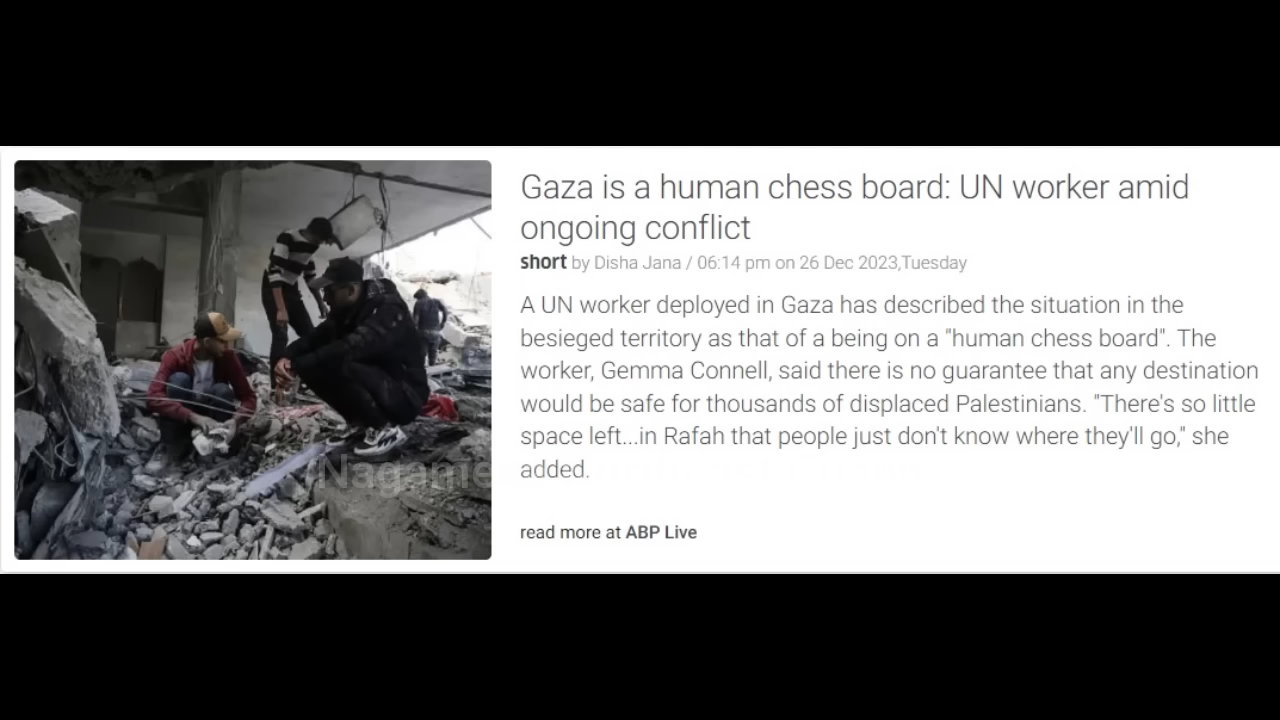 Gaza is a human chess board: UN worker amid
ongoing conflict
short by Disha Jana / 06:14 pm on 26 Dec 2023,Tuesday
A UN worker deployed in Gaza has described the situation in the
besieged territory as that of a being on a "human chess board". The
worker, Gemma Connell, said there is no guarantee that any destination
would be safe for thousands of displaced Palestinians. "There's so little
space left...in Rafah that people just don't know where they'll go," she
added.
read more at ABP Live